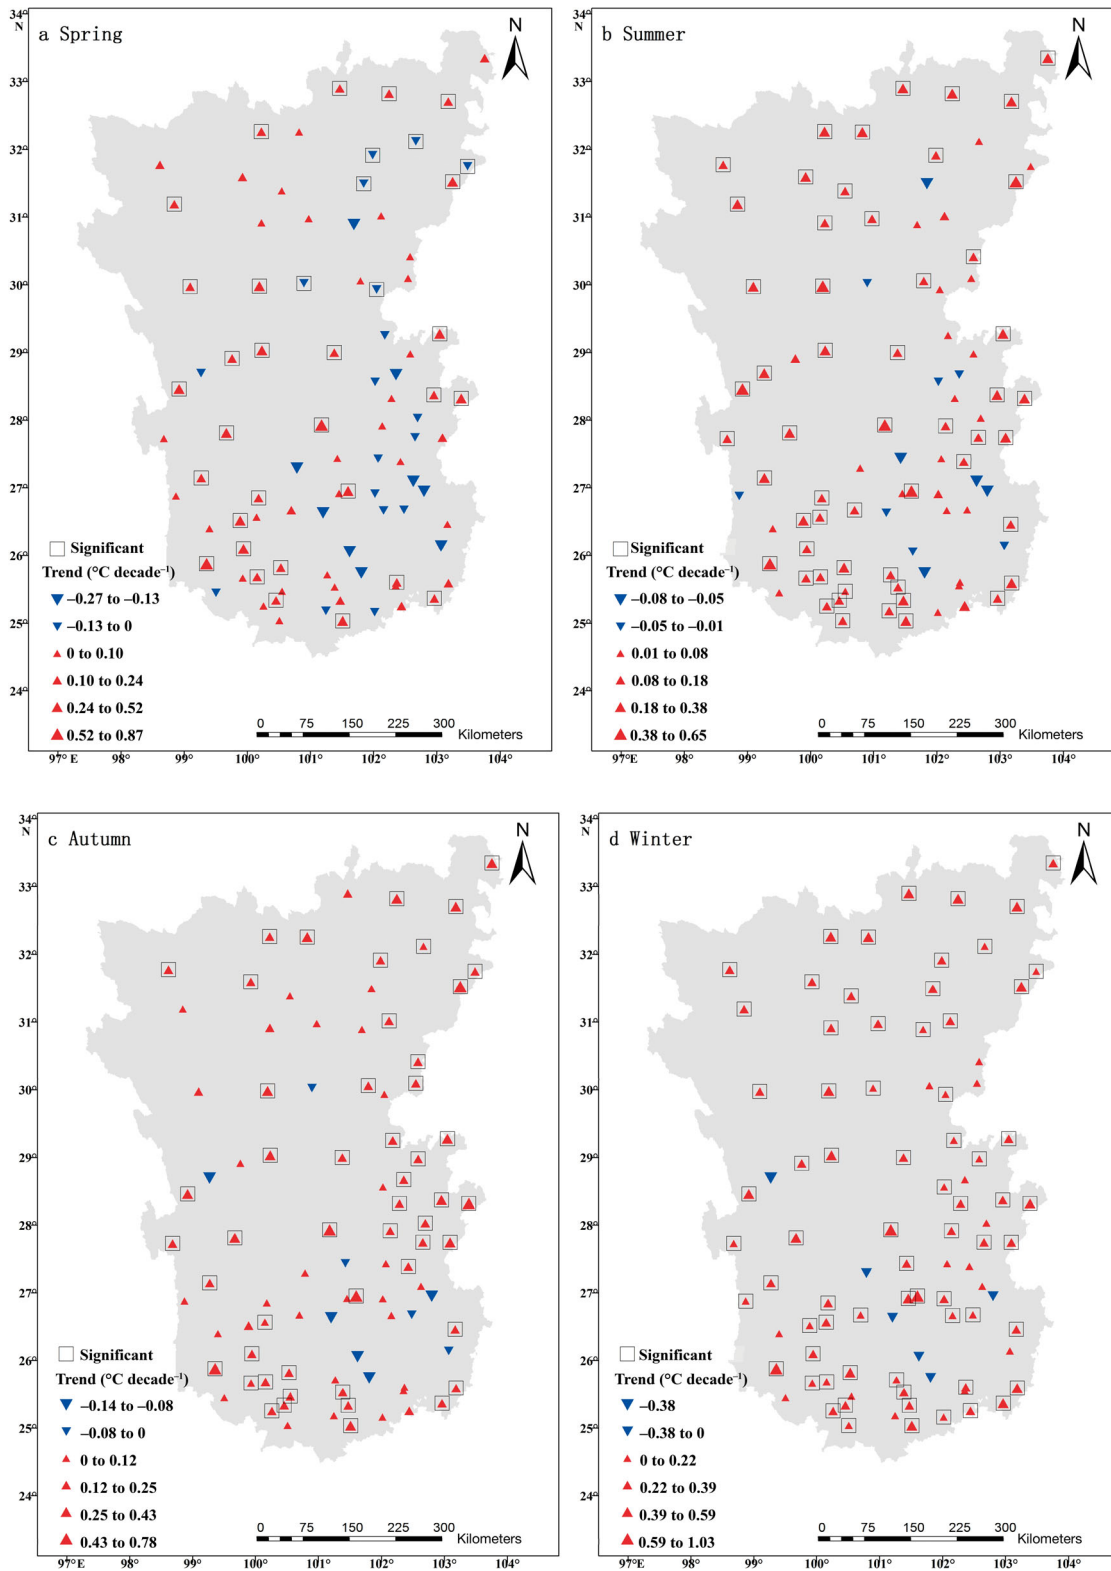 a Spring
N
34°
N
33°
32°
31°
30°
29°
28°
27°
26°
25°
24°
Significant
Trend (°C decade⁻¹)
−0.27 to −0.13
−0.13 to 0
0 to 0.10
0.10 to 0.24
0.24 to 0.52
0.52 to 0.87
0 75 150 225 300
Kilometers
97° E 98° 99° 100° 101° 102° 103° 104°
b Summer
N
34°
N
33°
32°
31°
30°
29°
28°
27°
26°
25°
24°
Significant
Trend (°C decade⁻¹)
−0.08 to −0.05
−0.05 to −0.01
0.01 to 0.08
0.08 to 0.18
0.18 to 0.38
0.38 to 0.65
0 75 150 225 300
Kilometers
97° E 98° 99° 100° 101° 102° 103° 104°
c Autumn
N
34°
N
33°
32°
31°
30°
29°
28°
27°
26°
25°
24°
Significant
Trend (°C decade⁻¹)
−0.14 to −0.08
−0.08 to 0
0 to 0.12
0.12 to 0.25
0.25 to 0.43
0.43 to 0.78
0 75 150 225 300
Kilometers
97° E 98° 99° 100° 101° 102° 103° 104°
d Winter
N
34°
N
33°
32°
31°
30°
29°
28°
27°
26°
25°
24°
Significant
Trend (°C decade⁻¹)
−0.38
−0.38 to 0
0 to 0.22
0.22 to 0.39
0.39 to 0.59
0.59 to 1.03
0 75 150 225 300
Kilometers
97° E 98° 99° 100° 101° 102° 103° 104°